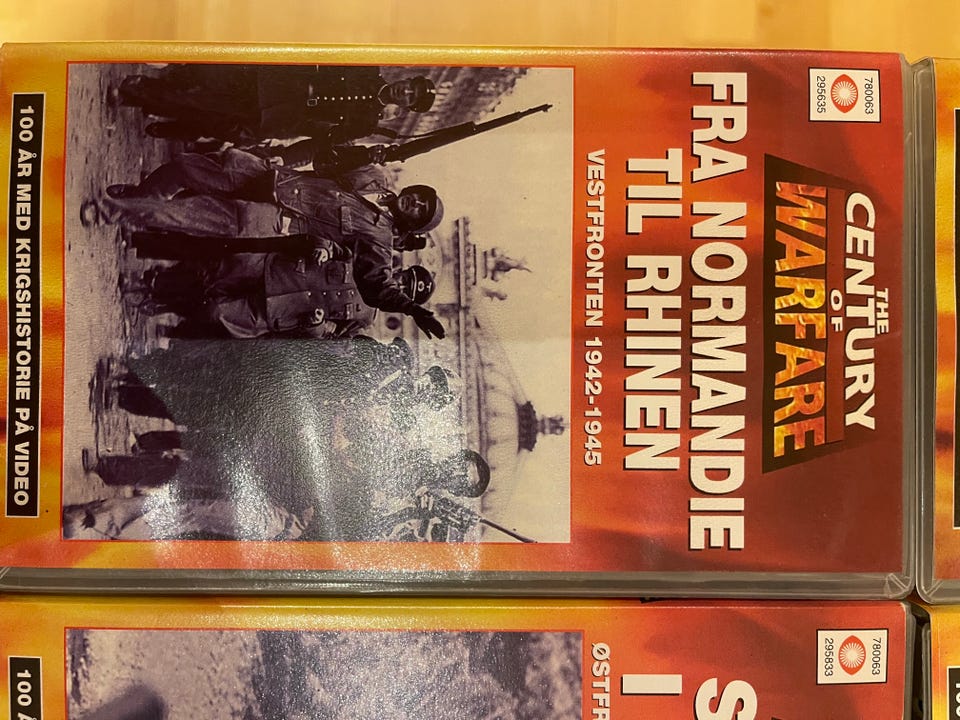 780063
295635
THE
CENTURY
OF
WARFARE
FRA NORMANDIE
TIL RHINEN
VESTFRONTEN 1942-1945
100 ÅR MED KRIGSHISTORIE PÅ VIDEO
780063
295833
S
I
ØSTFR
100 Å